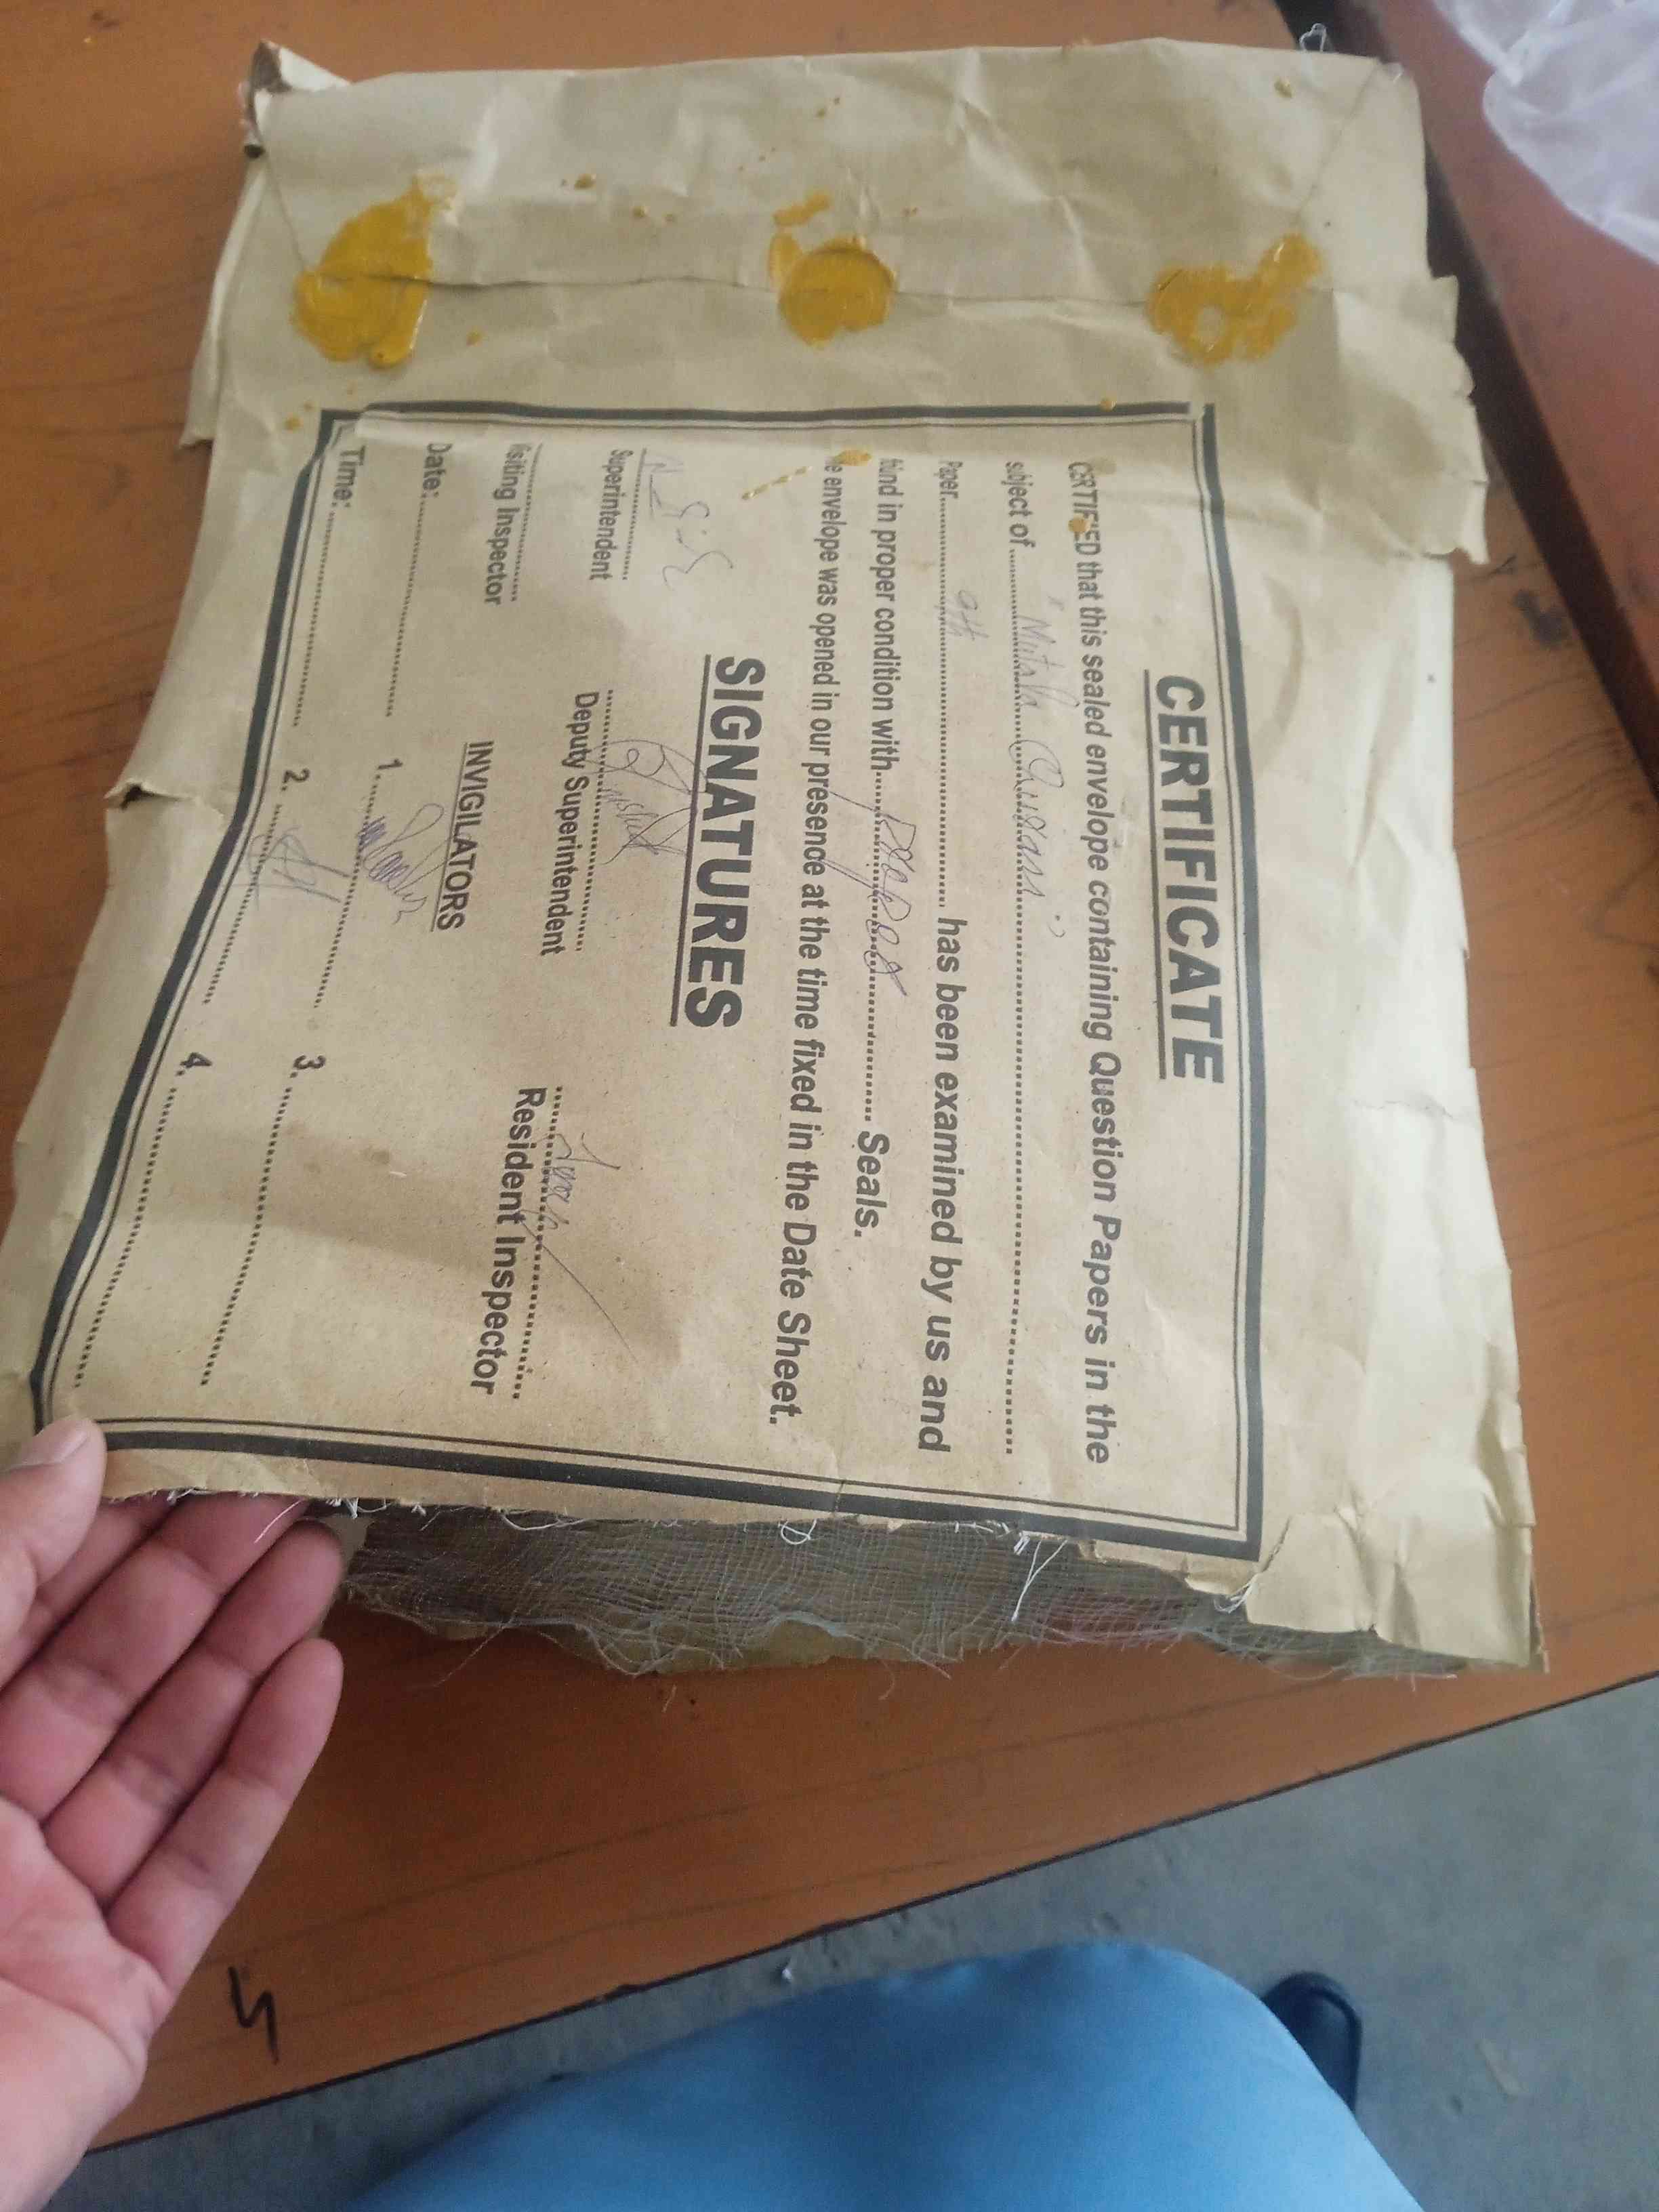 CERTIFICATE
CERTIFIED that this sealed envelope containing Question Papers in the
subject of ...............................
Paper............9th............ has been examined by us and
found in proper condition with......Proper......... Seals.
The envelope was opened in our presence at the time fixed in the Date Sheet.
SIGNATURES
Superintendent
Deputy Superintendent
Resident Inspector
Visiting Inspector
INVIGILATORS
Date:....................
1....................
3. ....................
Time:....................
2. ....................
4. ....................